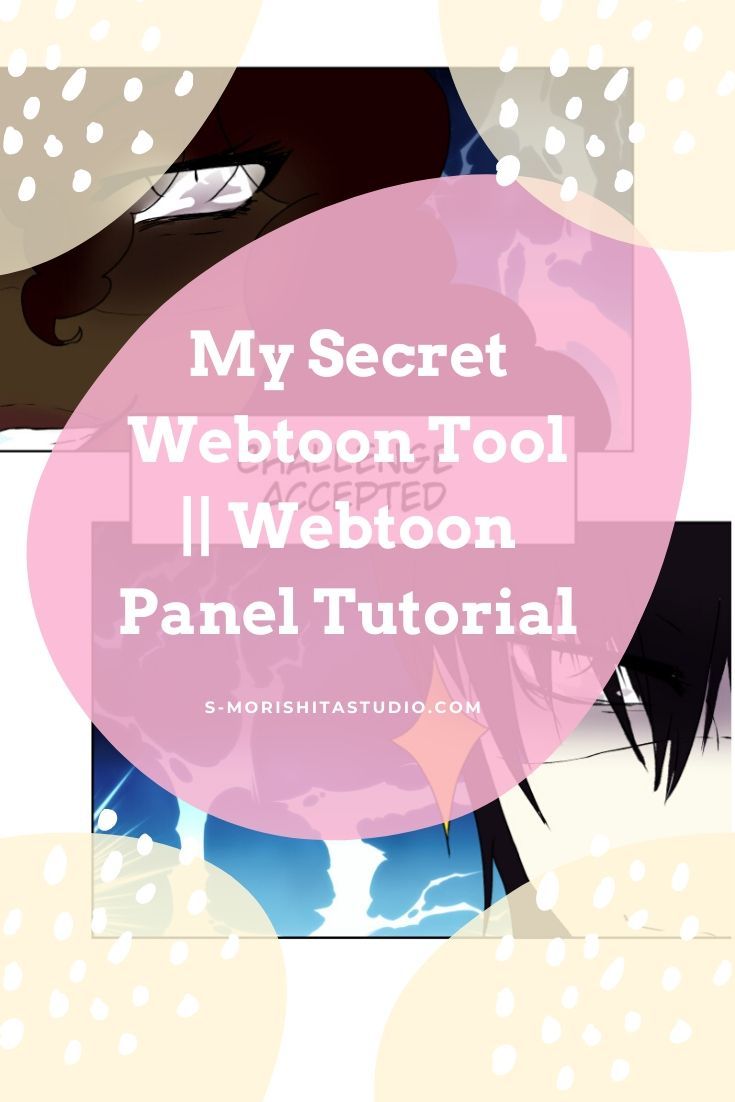 My Secret
Webtoon Tool
CHALLENGE
ACCEPTED
|| Webtoon
Panel Tutorial
S-MORISHITASTUDIO.COM